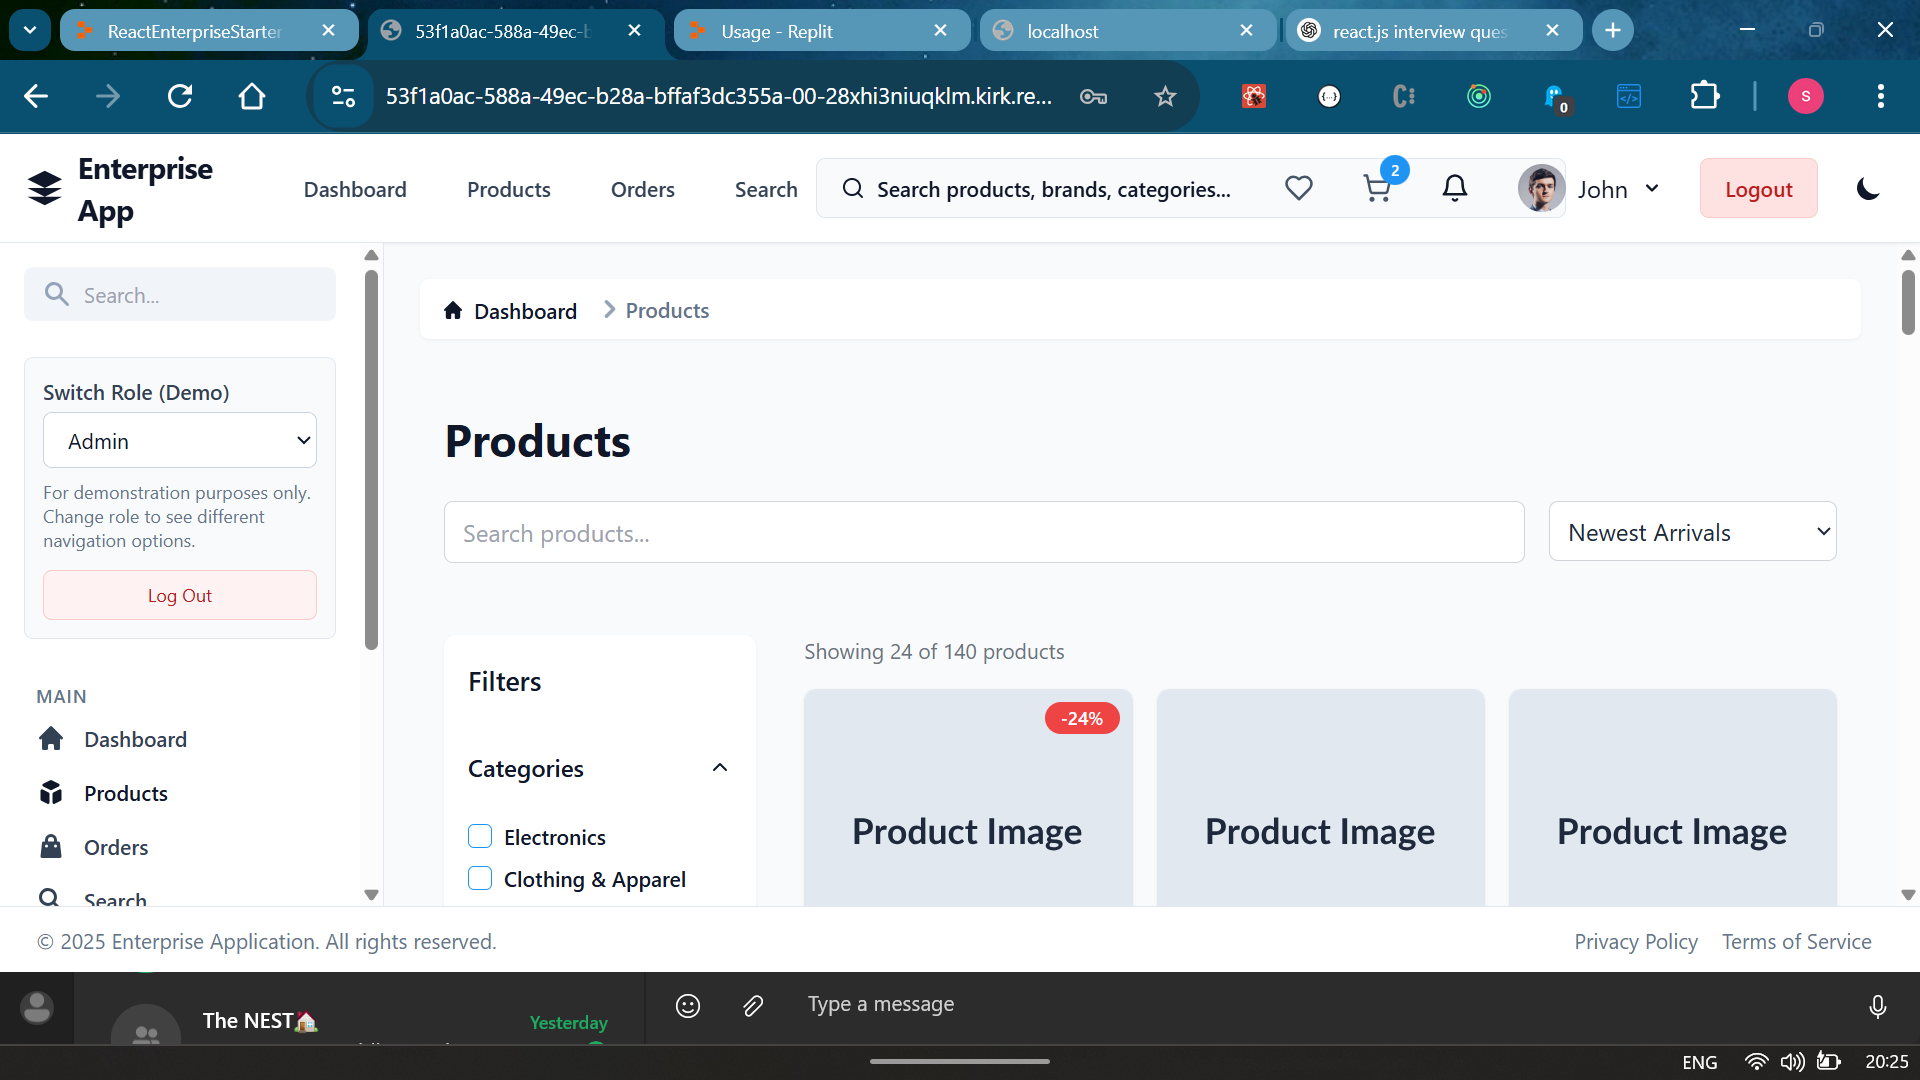 ReactEnterpriseStarter
53f1a0ac-588a-49ec-b
Usage - Replit
localhost
react.js interview ques
53f1a0ac-588a-49ec-b28a-bffaf3dc355a-00-28xhi3niuqklm.kirk.re...
0
S
Enterprise App
Dashboard
Products
Orders
Search
Search products, brands, categories...
2
John
Logout
Search...
Switch Role (Demo)
Admin
For demonstration purposes only.
Change role to see different
navigation options.
Log Out
MAIN
Dashboard
Products
Orders
Search
Dashboard
Products
Products
Search products...
Newest Arrivals
Filters
Categories
Electronics
Clothing & Apparel
Showing 24 of 140 products
-24%
Product Image
Product Image
Product Image
© 2025 Enterprise Application. All rights reserved.
Privacy Policy
Terms of Service
The NEST🏠
Yesterday
Type a message
ENG
20:25